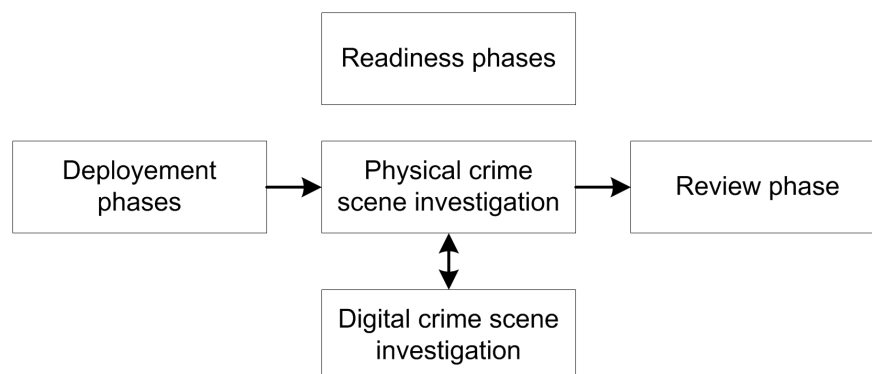 Readiness phases
Deployement
phases
Physical crime
scene investigation
Review phase
Digital crime scene
investigation